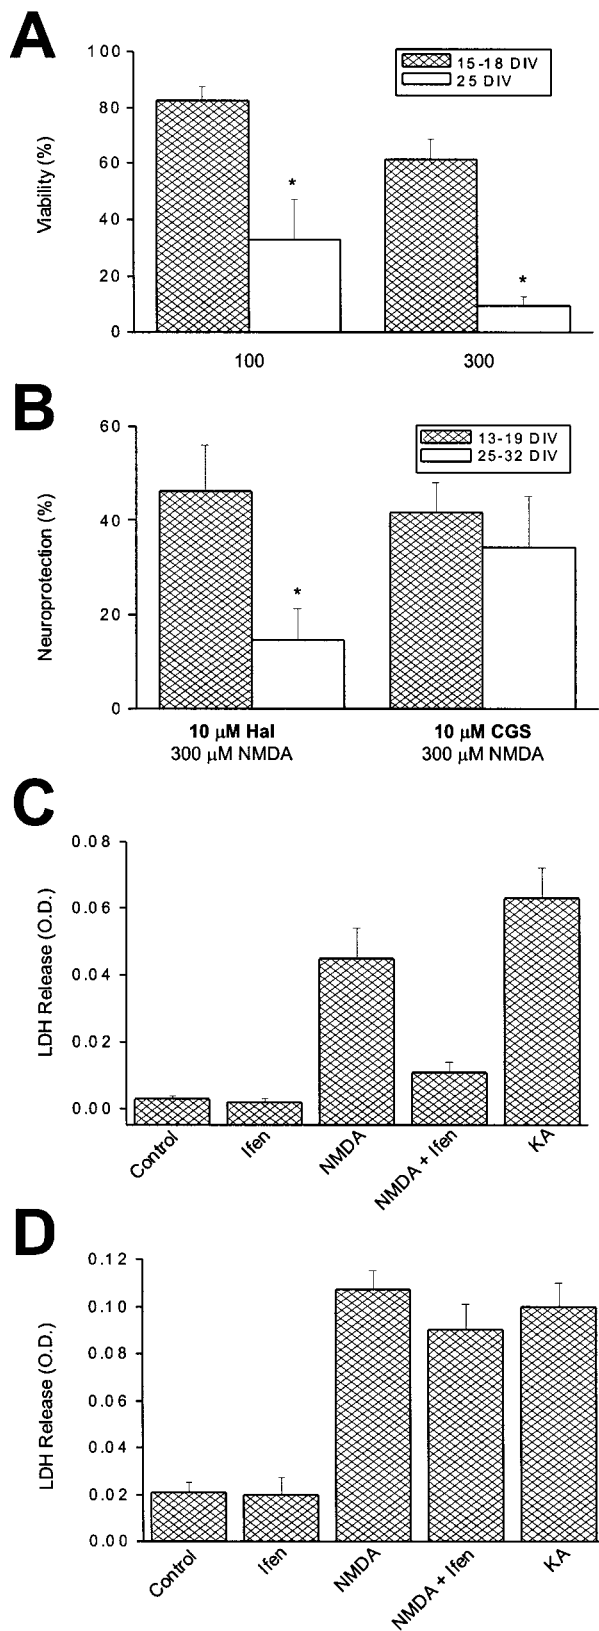 A
100
80
60
40
20
0
Viability (%)
15-18 DIV
25 DIV
*
*
100
300
B
60
40
20
0
Neuroprotection (%)
13-19 DIV
25-32 DIV
*
10 µM Hal
300 µM NMDA
10 µM CGS
300 µM NMDA
C
0.08
0.06
0.04
0.02
0.00
LDH Release (O.D.)
Control
Ifen
NMDA
NMDA + Ifen
KA
D
0.12
0.10
0.08
0.06
0.04
0.02
0.00
LDH Release (O.D.)
Control
Ifen
NMDA
NMDA + Ifen
KA